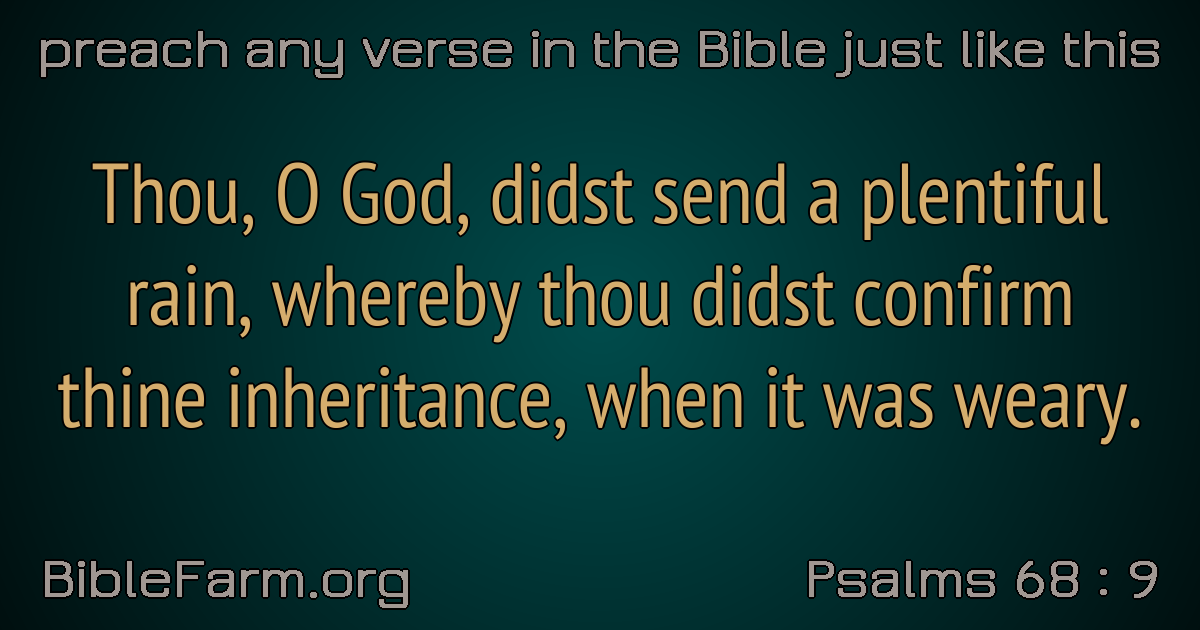 preach any verse in the Bible just like this
Thou, O God, didst send a plentiful
rain, whereby thou didst confirm
thine inheritance, when it was weary.
BibleFarm.org
Psalms 68 : 9